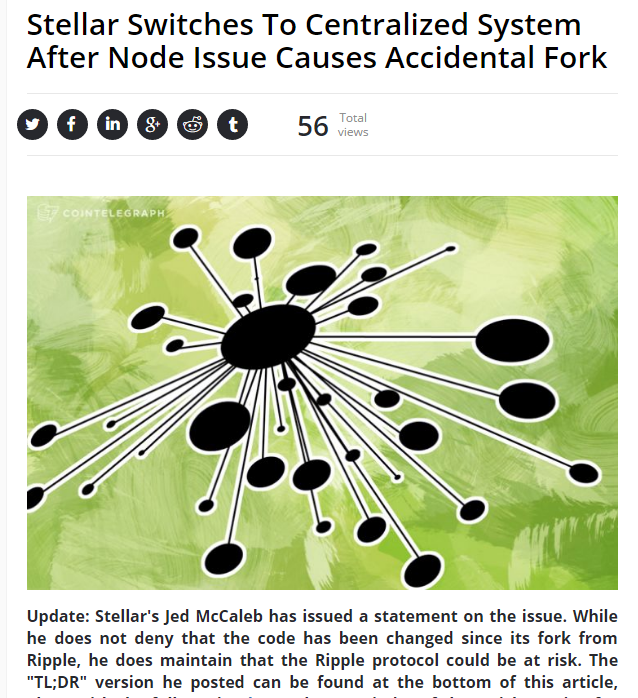 Stellar Switches To Centralized System
After Node Issue Causes Accidental Fork
56 Total views
COINTELEGRAPH
Update: Stellar's Jed McCaleb has issued a statement on the issue. While
he does not deny that the code has been changed since its fork from
Ripple, he does maintain that the Ripple protocol could be at risk. The
"TL;DR" version he posted can be found at the bottom of this article,